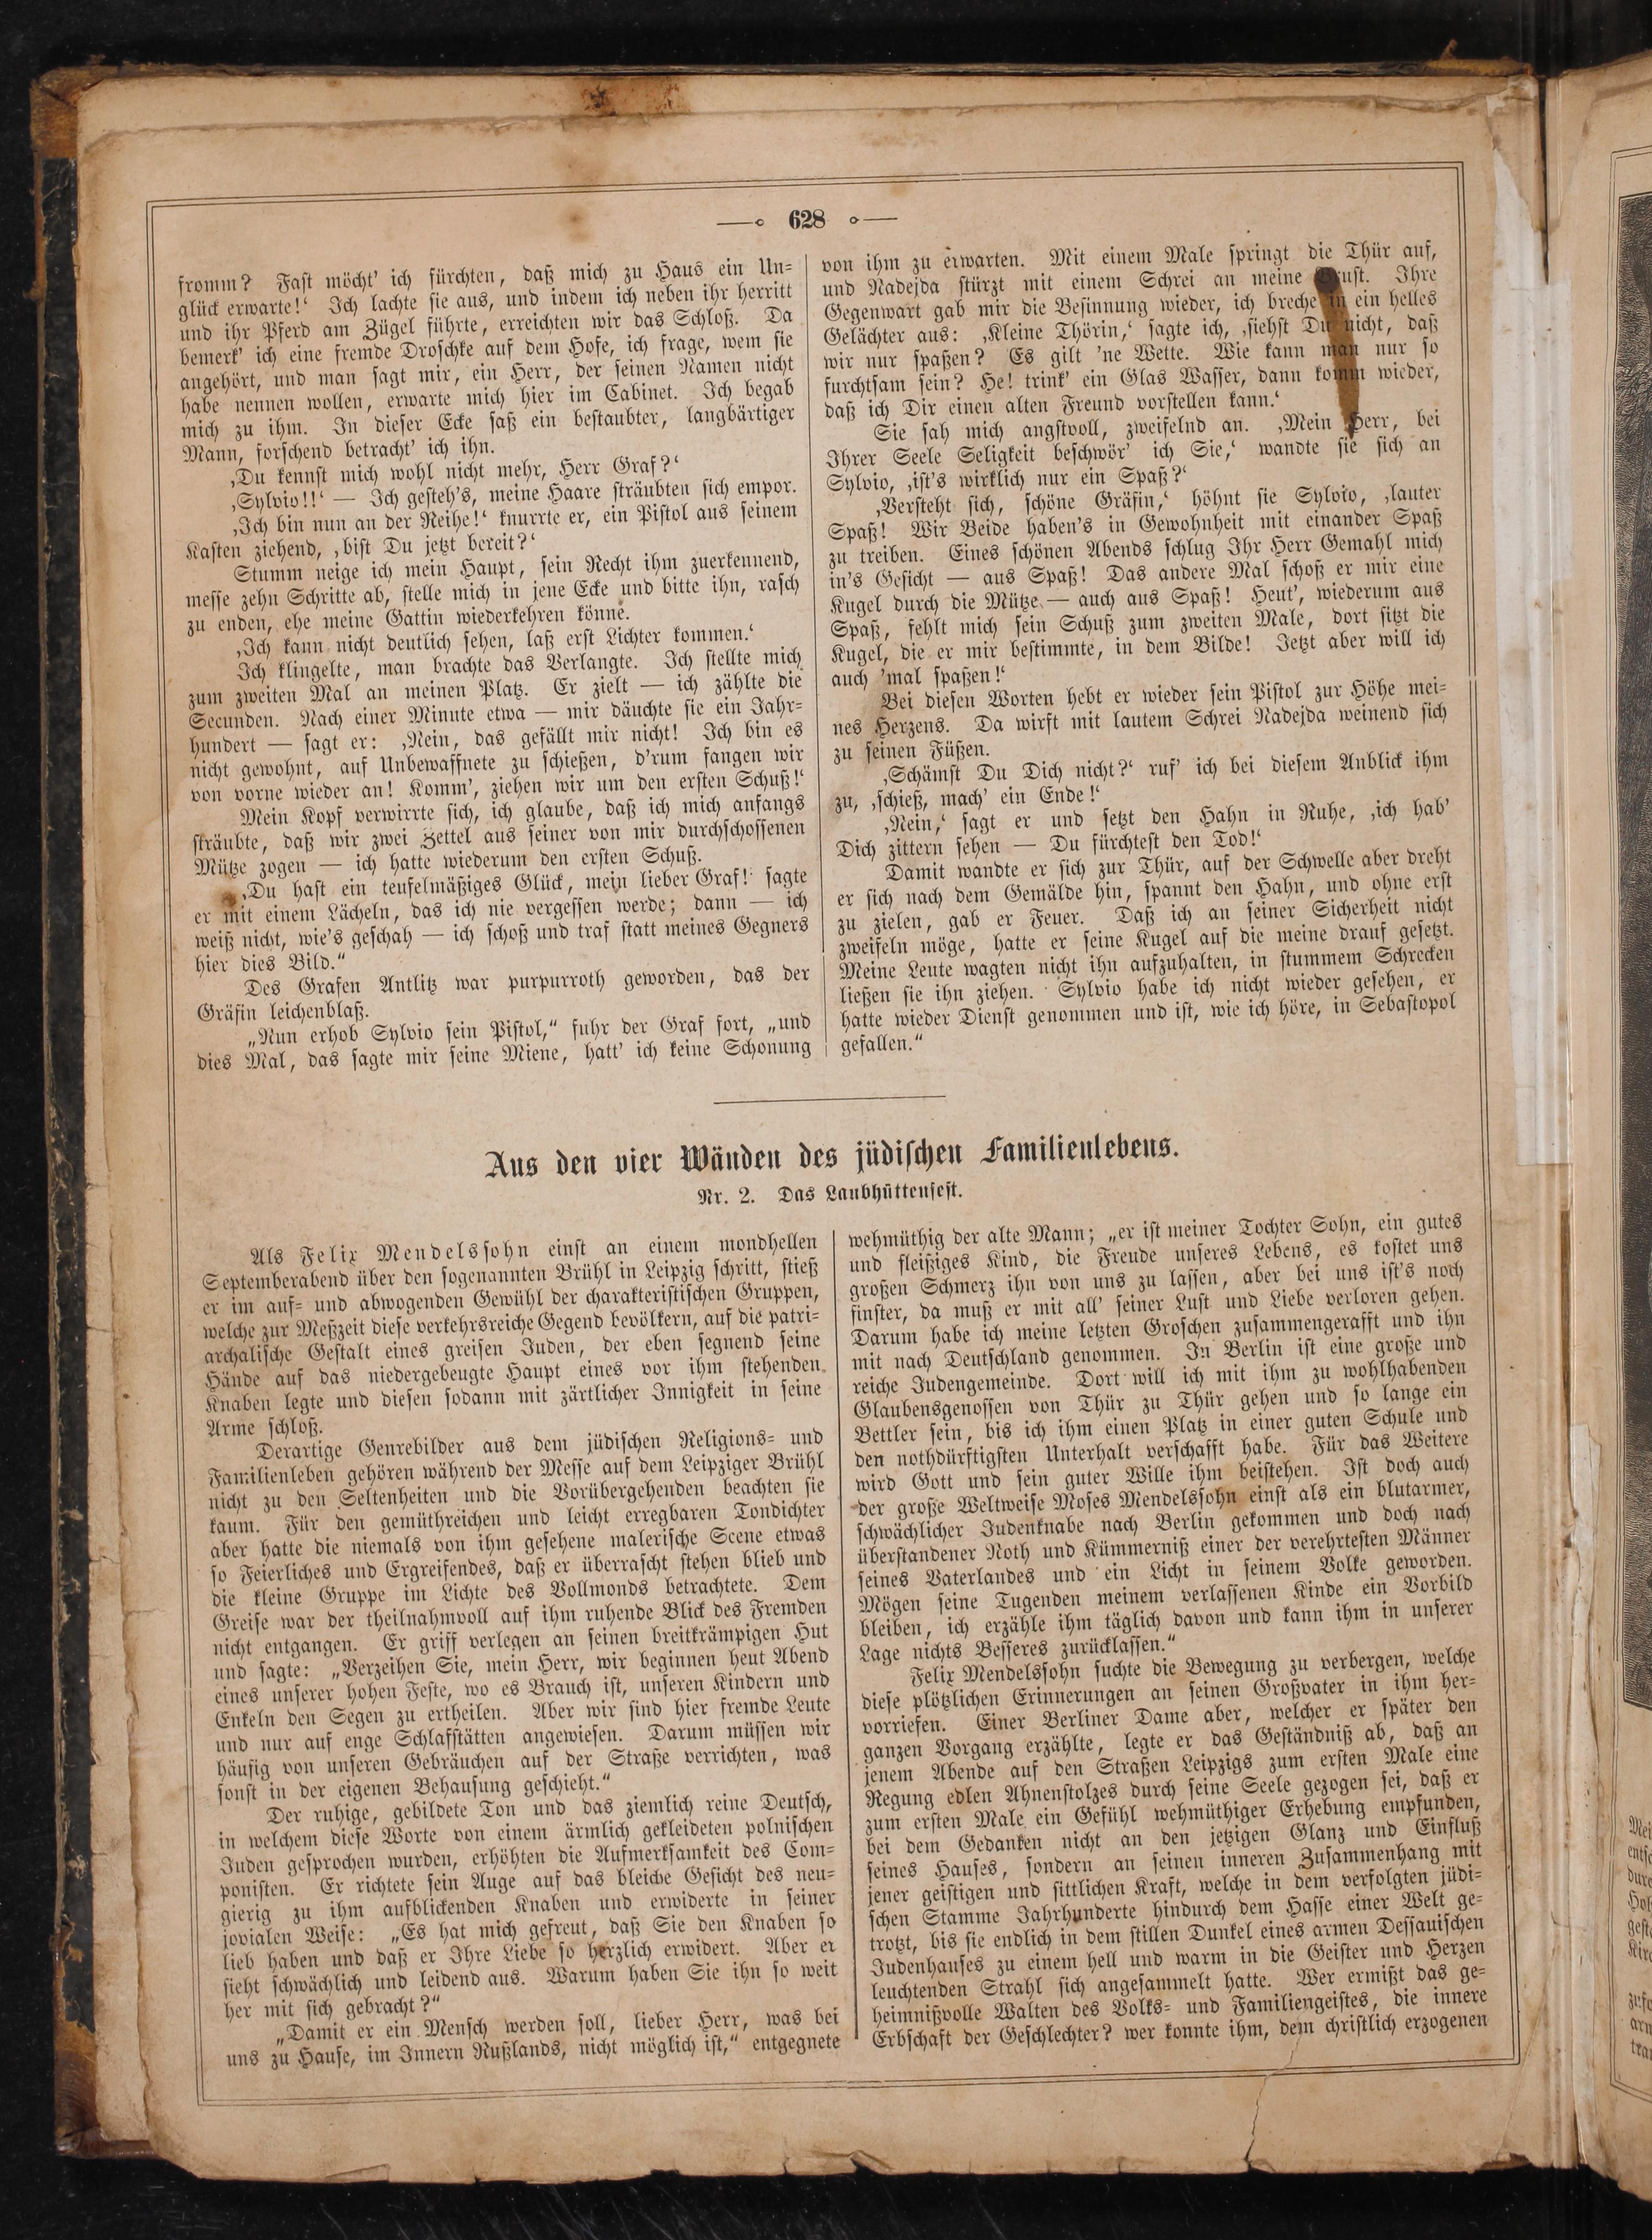 628
fromm? Fast möcht' ich fürchten, daß mich zu Haus ein Un-
glück erwarte!‘ Ich lachte sie aus, und indem ich neben ihr herritt
und ihr Pferd am Zügel führte, erreichten wir das Schloß. Da
bemerk' ich eine fremde Droschke auf dem Hofe, ich frage, wem sie
angehört, und man sagt mir, ein Herr, der seinen Namen nicht
habe nennen wollen, erwarte mich hier im Cabinet. Ich begab
mich zu ihm. In dieser Ecke saß ein bestaubter, langbärtiger
Mann, forschend betracht' ich ihn.
‚Du kennst mich wohl nicht mehr, Herr Graf?‘
‚Sylvio!!‘ — Ich gesteh's, meine Haare sträubten sich empor.
‚Ich bin nun an der Reihe!‘ knurrte er, ein Pistol aus seinem
Kasten ziehend, ‚bist Du jetzt bereit?‘
Stumm neige ich mein Haupt, sein Recht ihm zuerkennend,
messe zehn Schritte ab, stelle mich in jene Ecke und bitte ihn, rasch
zu enden, ehe meine Gattin wiederkehren könne.
‚Ich kann nicht deutlich sehen, laß erst Lichter kommen.‘
Ich klingelte, man brachte das Verlangte. Ich stellte mich
zum zweiten Mal an meinen Platz. Er zielt — ich zählte die
Secunden. Nach einer Minute etwa — mir däuchte sie ein Jahr-
hundert — sagt er: ‚Nein, das gefällt mir nicht! Ich bin es
nicht gewohnt, auf Unbewaffnete zu schießen, d'rum fangen wir
von vorne wieder an! Komm', ziehen wir um den ersten Schuß!‘
Mein Kopf verwirrte sich, ich glaube, daß ich mich anfangs
sträubte, daß wir zwei Zettel aus seiner von mir durchschossenen
Mütze zogen — ich hatte wiederum den ersten Schuß.
‚Du hast ein teufelmäßiges Glück, mein lieber Graf!‘ sagte
er mit einem Lächeln, das ich nie vergessen werde; dann — ich
weiß nicht, wie's geschah — ich schoß und traf statt meines Gegners
hier dies Bild.“
Des Grafen Antlitz war purpurroth geworden, das der
Gräfin leichenblaß.
„Nun erhob Sylvio sein Pistol,“ fuhr der Graf fort, „und
dies Mal, das sagte mir seine Miene, hatt' ich keine Schonung
von ihm zu erwarten. Mit einem Male springt die Thür auf,
und Nadejda stürzt mit einem Schrei an meine Brust. Ihre
Gegenwart gab mir die Besinnung wieder, ich breche in ein helles
Gelächter aus: ‚Kleine Thörin,‘ sagte ich, ‚siehst Du nicht, daß
wir nur spaßen? Es gilt 'ne Wette. Wie kann man nur so
furchtsam sein? He! trink' ein Glas Wasser, dann komm wieder,
daß ich Dir einen alten Freund vorstellen kann.‘
Sie sah mich angstvoll, zweifelnd an. ‚Mein Herr, bei
Ihrer Seele Seligkeit beschwör' ich Sie,‘ wandte sie sich an
Sylvio, ‚ist's wirklich nur ein Spaß?‘
‚Versteht sich, schöne Gräfin,‘ höhnt sie Sylvio, ‚lauter
Spaß! Wir Beide haben's in Gewohnheit mit einander Spaß
zu treiben. Eines schönen Abends schlug Ihr Herr Gemahl mich
in's Gesicht — aus Spaß! Das andere Mal schoß er mir eine
Kugel durch die Mütze — auch aus Spaß! Heut', wiederum aus
Spaß, fehlt mich sein Schuß zum zweiten Male, dort sitzt die
Kugel, die er mir bestimmte, in dem Bilde! Jetzt aber will ich
auch 'mal spaßen!‘
Bei diesen Worten hebt er wieder sein Pistol zur Höhe mei-
nes Herzens. Da wirft mit lautem Schrei Nadejda weinend sich
zu seinen Füßen.
‚Schämst Du Dich nicht?‘ ruf' ich bei diesem Anblick ihm
zu, ‚schieß, mach' ein Ende!‘
‚Nein,‘ sagt er und setzt den Hahn in Ruhe, ‚ich hab'
Dich zittern sehen — Du fürchtest den Tod!‘
Damit wandte er sich zur Thür, auf der Schwelle aber dreht
er sich nach dem Gemälde hin, spannt den Hahn, und ohne erst
zu zielen, gab er Feuer. Daß ich an seiner Sicherheit nicht
zweifeln möge, hatte er seine Kugel auf die meine drauf gesetzt.
Meine Leute wagten nicht ihn aufzuhalten, in stummem Schrecken
ließen sie ihn ziehen. Sylvio habe ich nicht wieder gesehen, er
hatte wieder Dienst genommen und ist, wie ich höre, in Sebastopol
gefallen.“
Aus den vier Wänden des jüdischen Familienlebens.
Nr. 2. Das Laubhüttenfest.
Als Felix Mendelssohn einst an einem mondhellen
Septemberabend über den sogenannten Brühl in Leipzig schritt, stieß
er im auf- und abwogenden Gewühl der charakteristischen Gruppen,
welche zur Meßzeit diese verkehrsreiche Gegend bevölkern, auf die patri-
archalische Gestalt eines greisen Juden, der eben segnend seine
Hände auf das niedergebeugte Haupt eines vor ihm stehenden
Knaben legte und diesen sodann mit zärtlicher Innigkeit in seine
Arme schloß.
Derartige Genrebilder aus dem jüdischen Religions- und
Familienleben gehören während der Messe auf dem Leipziger Brühl
nicht zu den Seltenheiten und die Vorübergehenden beachten sie
kaum. Für den gemüthreichen und leicht erregbaren Tondichter
aber hatte die niemals von ihm gesehene malerische Scene etwas
so Feierliches und Ergreifendes, daß er überrascht stehen blieb und
die kleine Gruppe im Lichte des Vollmonds betrachtete. Dem
Greise war der theilnahmvoll auf ihm ruhende Blick des Fremden
nicht entgangen. Er griff verlegen an seinen breitkrämpigen Hut
und sagte: „Verzeihen Sie, mein Herr, wir beginnen heut Abend
eines unserer hohen Feste, wo es Brauch ist, unseren Kindern und
Enkeln den Segen zu ertheilen. Aber wir sind hier fremde Leute
und nur auf enge Schlafstätten angewiesen. Darum müssen wir
häufig von unseren Gebräuchen auf der Straße verrichten, was
sonst in der eigenen Behausung geschieht.“
Der ruhige, gebildete Ton und das ziemlich reine Deutsch,
in welchem diese Worte von einem ärmlich gekleideten polnischen
Juden gesprochen wurden, erhöhten die Aufmerksamkeit des Com-
ponisten. Er richtete sein Auge auf das bleiche Gesicht des neu-
gierig zu ihm aufblickenden Knaben und erwiderte in seiner
jovialen Weise: „Es hat mich gefreut, daß Sie den Knaben so
lieb haben und daß er Ihre Liebe so herzlich erwidert. Aber er
sieht schwächlich und leidend aus. Warum haben Sie ihn so weit
her mit sich gebracht?“
„Damit er ein Mensch werden soll, lieber Herr, was bei
uns zu Hause, im Innern Rußlands, nicht möglich ist,“ entgegnete
wehmüthig der alte Mann; „er ist meiner Tochter Sohn, ein gutes
und fleißiges Kind, die Freude unseres Lebens, es kostet uns
großen Schmerz ihn von uns zu lassen, aber bei uns ist's noch
finster, da muß er mit all' seiner Lust und Liebe verloren gehen.
Darum habe ich meine letzten Groschen zusammengerafft und ihn
mit nach Deutschland genommen. In Berlin ist eine große und
reiche Judengemeinde. Dort will ich mit ihm zu wohlhabenden
Glaubensgenossen von Thür zu Thür gehen und so lange ein
Bettler sein, bis ich ihm einen Platz in einer guten Schule und
den nothdürftigsten Unterhalt verschafft habe. Für das Weitere
wird Gott und sein guter Wille ihm beistehen. Ist doch auch
der große Weltweise Moses Mendelssohn einst als ein blutarmer,
schwächlicher Judenknabe nach Berlin gekommen und doch nach
überstandener Noth und Kümmerniß einer der verehrtesten Männer
seines Vaterlandes und ein Licht in seinem Volke geworden.
Mögen seine Tugenden meinem verlassenen Kinde ein Vorbild
bleiben, ich erzähle ihm täglich davon und kann ihm in unserer
Lage nichts Besseres zurücklassen.“
Felix Mendelssohn suchte die Bewegung zu verbergen, welche
diese plötzlichen Erinnerungen an seinen Großvater in ihm her-
vorriefen. Einer Berliner Dame aber, welcher er später den
ganzen Vorgang erzählte, legte er das Geständniß ab, daß an
jenem Abende auf den Straßen Leipzigs zum ersten Male eine
Regung edlen Ahnenstolzes durch seine Seele gezogen sei, daß er
zum ersten Male ein Gefühl wehmüthiger Erhebung empfunden,
bei dem Gedanken nicht an den jetzigen Glanz und Einfluß
seines Hauses, sondern an seinen inneren Zusammenhang mit
jener geistigen und sittlichen Kraft, welche in dem verfolgten jüdi-
schen Stamme Jahrhunderte hindurch dem Hasse einer Welt ge-
trotzt, bis sie endlich in dem stillen Dunkel eines armen Dessauischen
Judenhauses zu einem hell und warm in die Geister und Herzen
leuchtenden Strahl sich angesammelt hatte. Wer ermißt das ge-
heimnißvolle Walten des Volks- und Familiengeistes, die innere
Erbschaft der Geschlechter? wer konnte ihm, dem christlich erzogenen